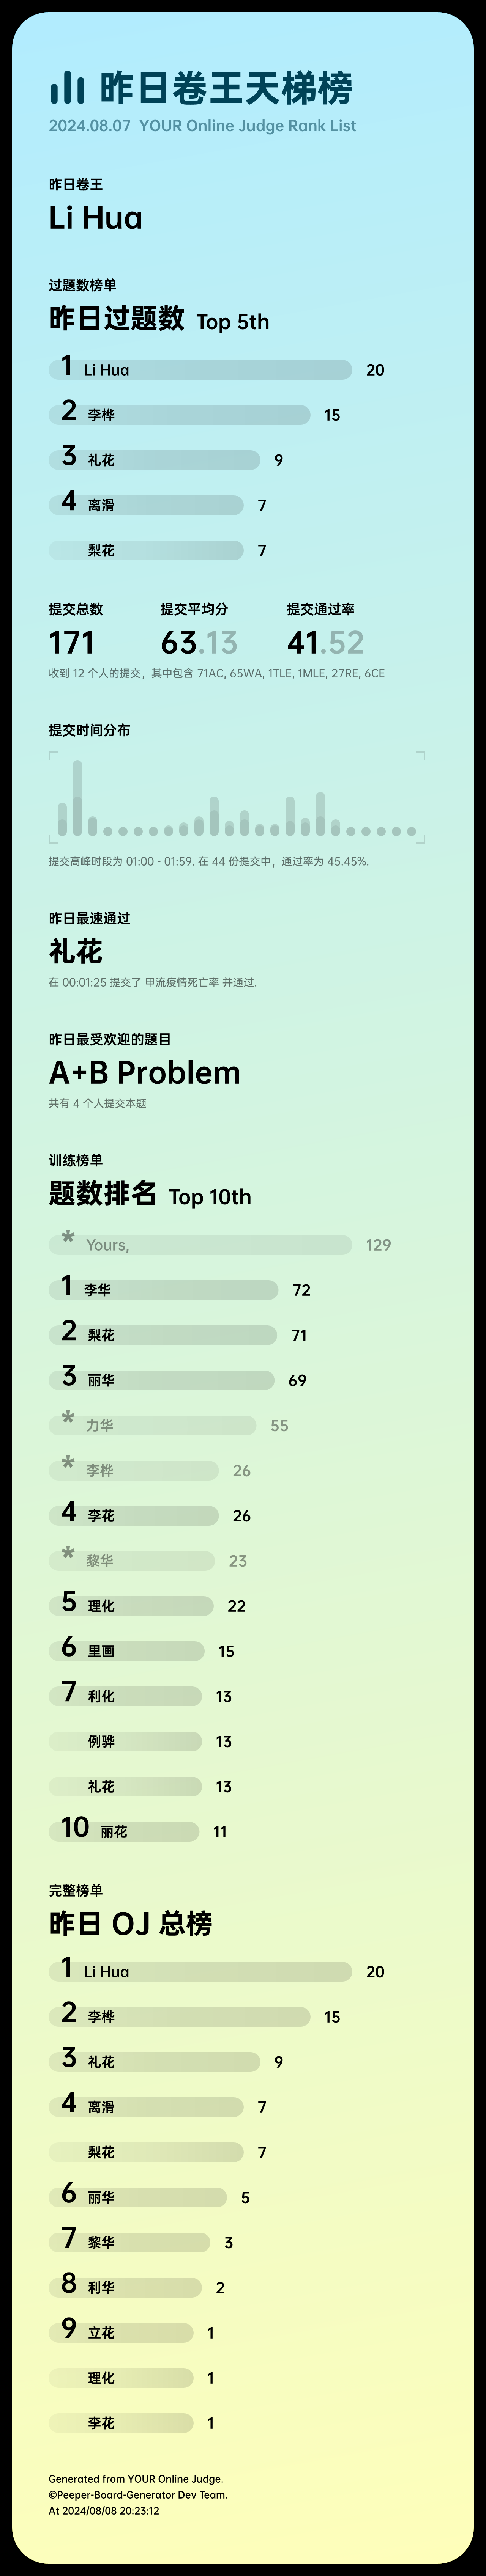 昨日卷王天梯榜
2024.08.07 YOUR Online Judge Rank List
昨日卷王
Li Hua
过题数榜单
昨日过题数 Top 5th
1 Li Hua 20
2 李桦 15
3 礼花 9
4 离滑 7
梨花 7
提交总数 提交平均分 提交通过率
171 63.13 41.52
收到 12 个人的提交，其中包含 71AC, 65WA, 1TLE, 1MLE, 27RE, 6CE
提交时间分布
提交高峰时段为 01:00 - 01:59. 在 44 份提交中，通过率为 45.45%.
昨日最速通过
礼花
在 00:01:25 提交了 甲流疫情死亡率 并通过.
昨日最受欢迎的题目
A+B Problem
共有 4 个人提交本题
训练榜单
题数排名 Top 10th
* Yours, 129
1 李华 72
2 梨花 71
3 丽华 69
* 力华 55
* 李桦 26
4 李花 26
* 黎华 23
5 理化 22
6 里画 15
7 利化 13
例骅 13
礼花 13
10 丽花 11
完整榜单
昨日 OJ 总榜
1 Li Hua 20
2 李桦 15
3 礼花 9
4 离滑 7
梨花 7
6 丽华 5
7 黎华 3
8 利华 2
9 立花 1
理化 1
李花 1
Generated from YOUR Online Judge.
©Peeper-Board-Generator Dev Team.
At 2024/08/08 20:23:12